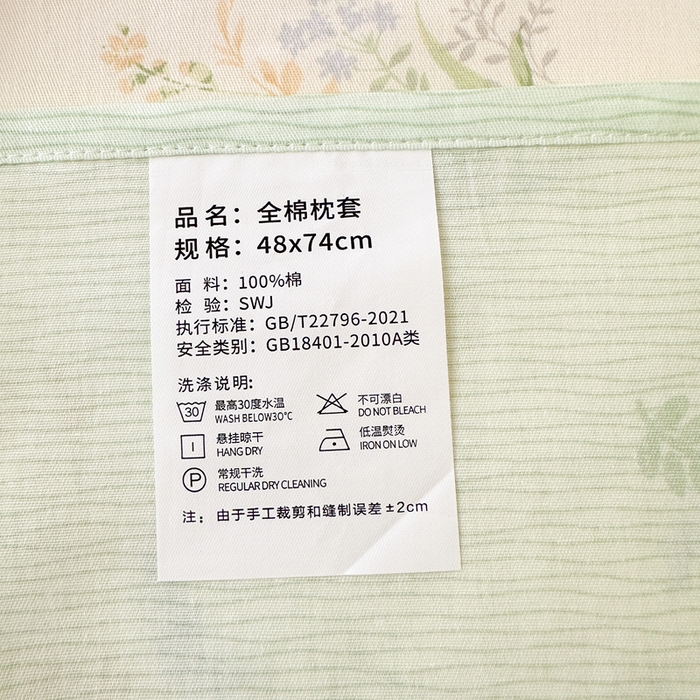 品名：全棉枕套
规格：48x74cm
面料：100%棉
检验：SWJ
执行标准：GB/T22796-2021
安全类别：GB18401-2010A类
洗涤说明:
30 最高30度水温 不可漂白
WASH BELOW30°C DO NOT BLEACH
悬挂晾干 低温熨烫
HANG DRY IRON ON LOW
P 常规干洗
REGULAR DRY CLEANING
注：由于手工裁剪和缝制误差±2cm